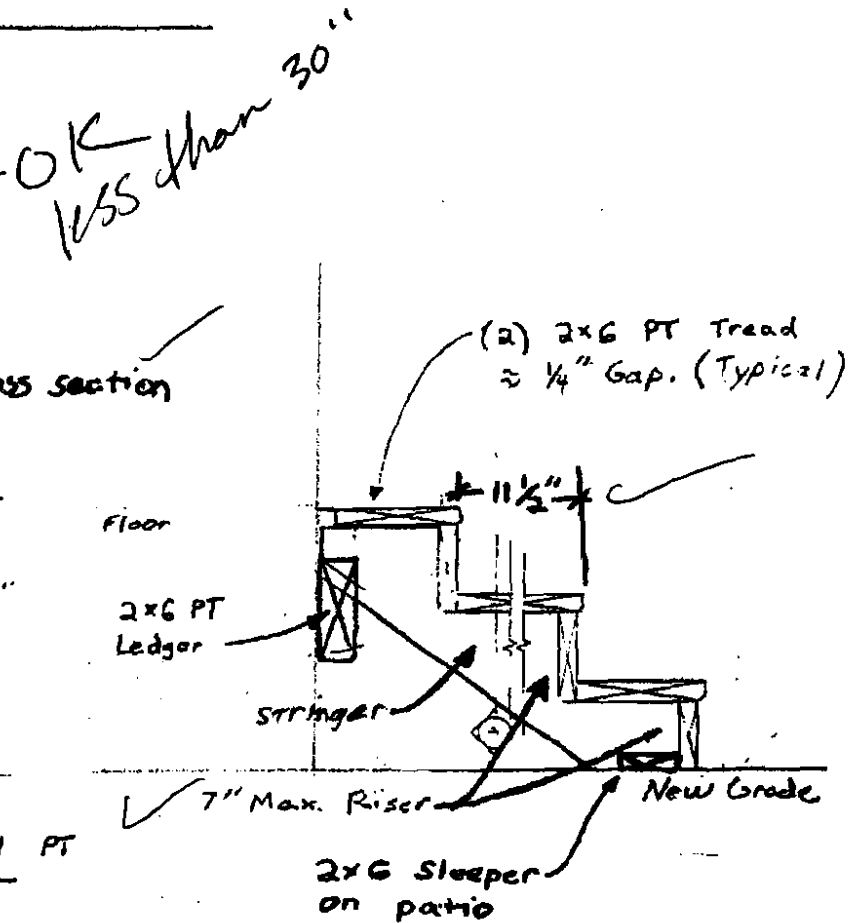 OK
less than 30"
ss section
(2) 2x6 PT Tread
≈ 1/4" Gap. (Typical)
11 1/2"
Floor
2x6 PT
Ledger
Stringer
7" Max. Riser
New Grade
PT
2x6 Sleeper
on patio